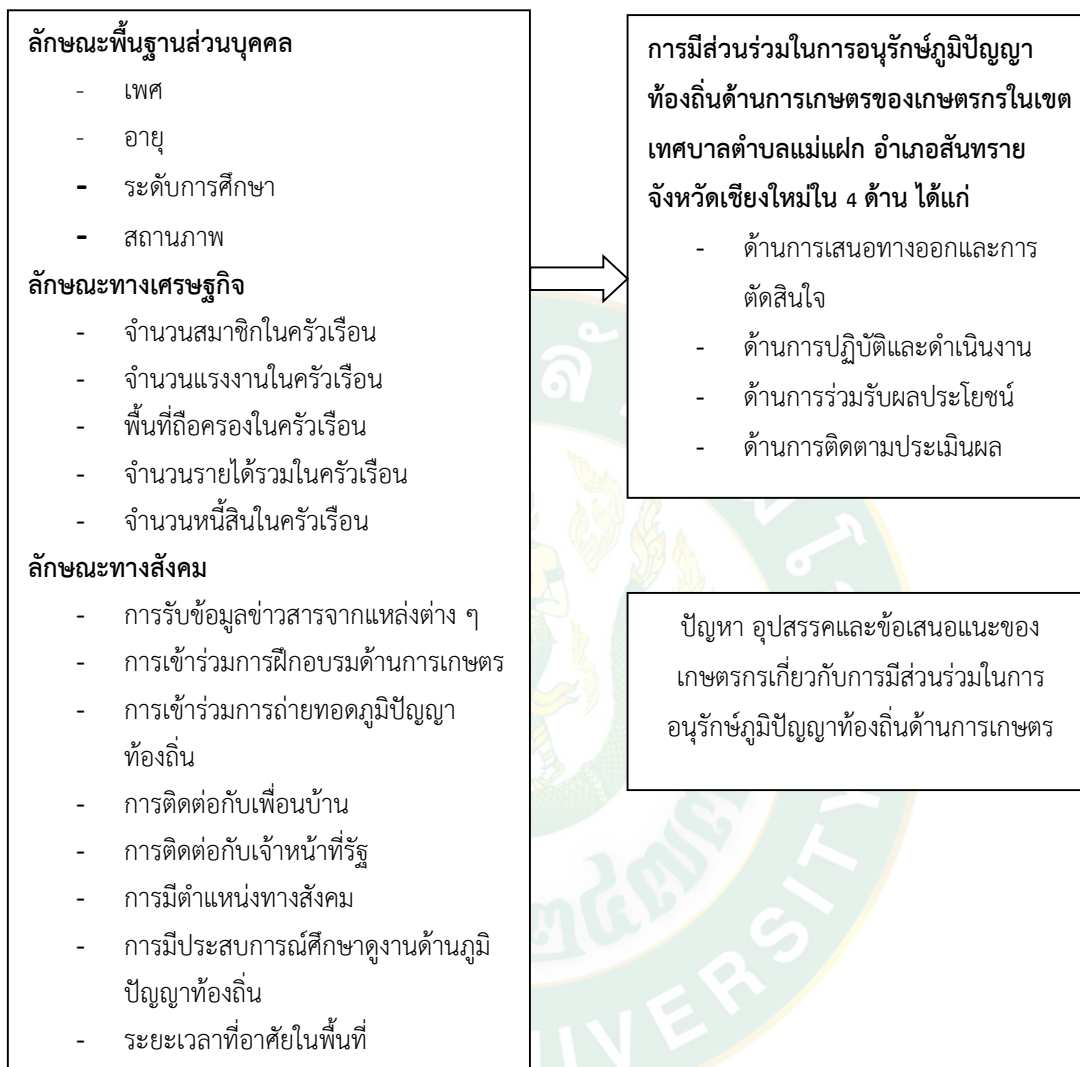 ลักษณะพื้นฐานส่วนบุคคล
- เพศ
- อายุ
- ระดับการศึกษา
- สถานภาพ
ลักษณะทางเศรษฐกิจ
- จำนวนสมาชิกในครัวเรือน
- จำนวนแรงงานในครัวเรือน
- พื้นที่ถือครองในครัวเรือน
- จำนวนรายได้รวมในครัวเรือน
- จำนวนหนี้สินในครัวเรือน
ลักษณะทางสังคม
- การรับข้อมูลข่าวสารจากแหล่งต่าง ๆ
- การเข้าร่วมการฝึกอบรมด้านการเกษตร
- การเข้าร่วมการถ่ายทอดภูมิปัญญา
ท้องถิ่น
- การติดต่อกับเพื่อนบ้าน
- การติดต่อกับเจ้าหน้าที่รัฐ
- การมีตำแหน่งทางสังคม
- การมีประสบการณ์ศึกษาดูงานด้านภูมิ
ปัญญาท้องถิ่น
- ระยะเวลาที่อาศัยในพื้นที่
การมีส่วนร่วมในการอนุรักษ์ภูมิปัญญา
ท้องถิ่นด้านการเกษตรของเกษตรกรในเขต
เทศบาลตำบลแม่แฝก อำเภอสันทราย
จังหวัดเชียงใหม่ใน 4 ด้าน ได้แก่
- ด้านการเสนอทางออกและการ
ตัดสินใจ
- ด้านการปฏิบัติและดำเนินงาน
- ด้านการร่วมรับผลประโยชน์
- ด้านการติดตามประเมินผล
ปัญหา อุปสรรคและข้อเสนอแนะของ
เกษตรกรเกี่ยวกับการมีส่วนร่วมในการ
อนุรักษ์ภูมิปัญญาท้องถิ่นด้านการเกษตร